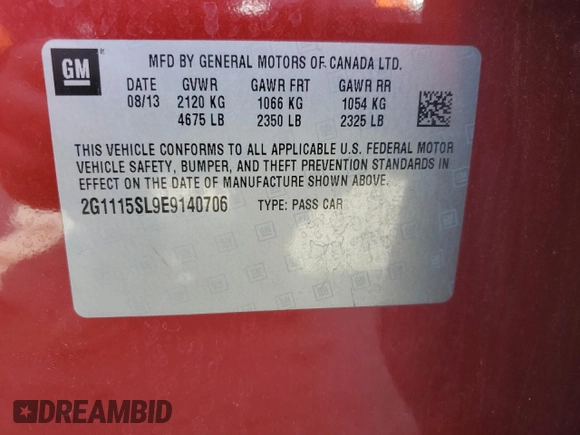 GM
MFD BY GENERAL MOTORS OF CANADA LTD.
DATE GVWR GAWR FRT GAWR RR
08/13 2120 KG 1066 KG 1054 KG
4675 LB 2350 LB 2325 LB
THIS VEHICLE CONFORMS TO ALL APPLICABLE U.S. FEDERAL MOTOR
VEHICLE SAFETY, BUMPER, AND THEFT PREVENTION STANDARDS IN
EFFECT ON THE DATE OF MANUFACTURE SHOWN ABOVE.
2G1115SL9E9140706 TYPE: PASS CAR
DREAMBID